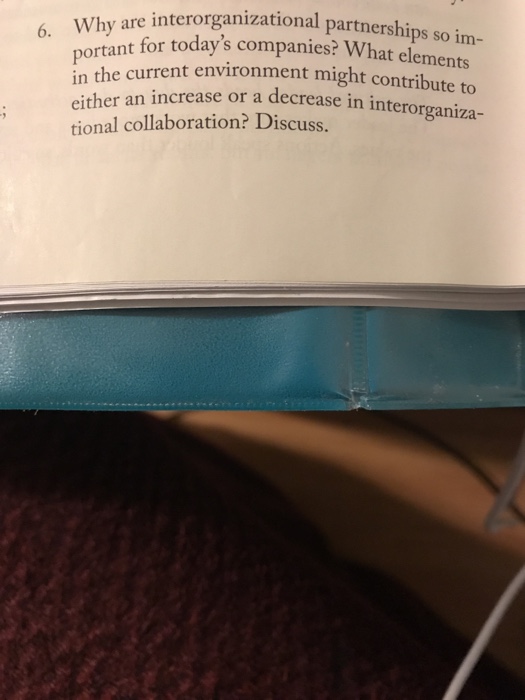 6. Why are interorganizational partnerships so im-
portant for today's companies? What elements
in the current environment might contribute to
either an increase or a decrease in interorganiza-
tional collaboration? Discuss.
;